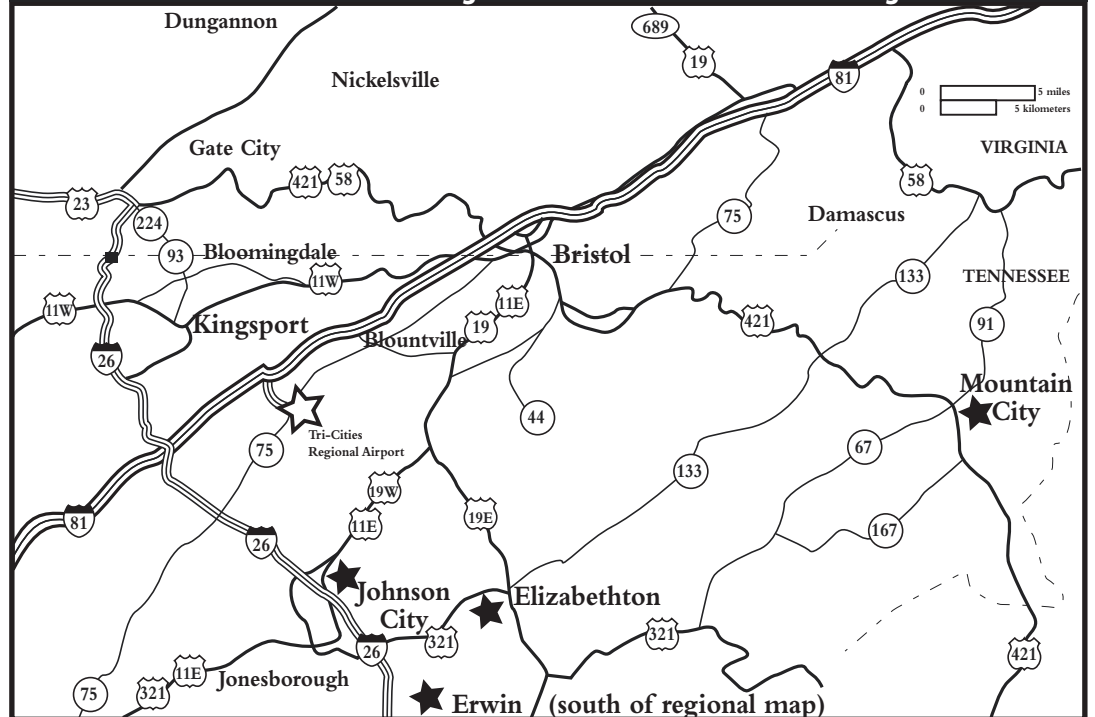 Dungannon
689
19
Nickelsville
81
0 5 miles
0 5 kilometers
Gate City
VIRGINIA
421
58
58
23
224
75
Damascus
93
Bloomingdale
Bristol
133
TENNESSEE
11W
11W
11E
Kingsport
19
421
91
Blountville
26
Mountain
City
44
Tri-Cities
Regional Airport
75
67
133
19W
81
11E
19E
26
167
Johnson
City
Elizabethton
321
321
26
421
11E
Jonesborough
75
321
Erwin (south of regional map)